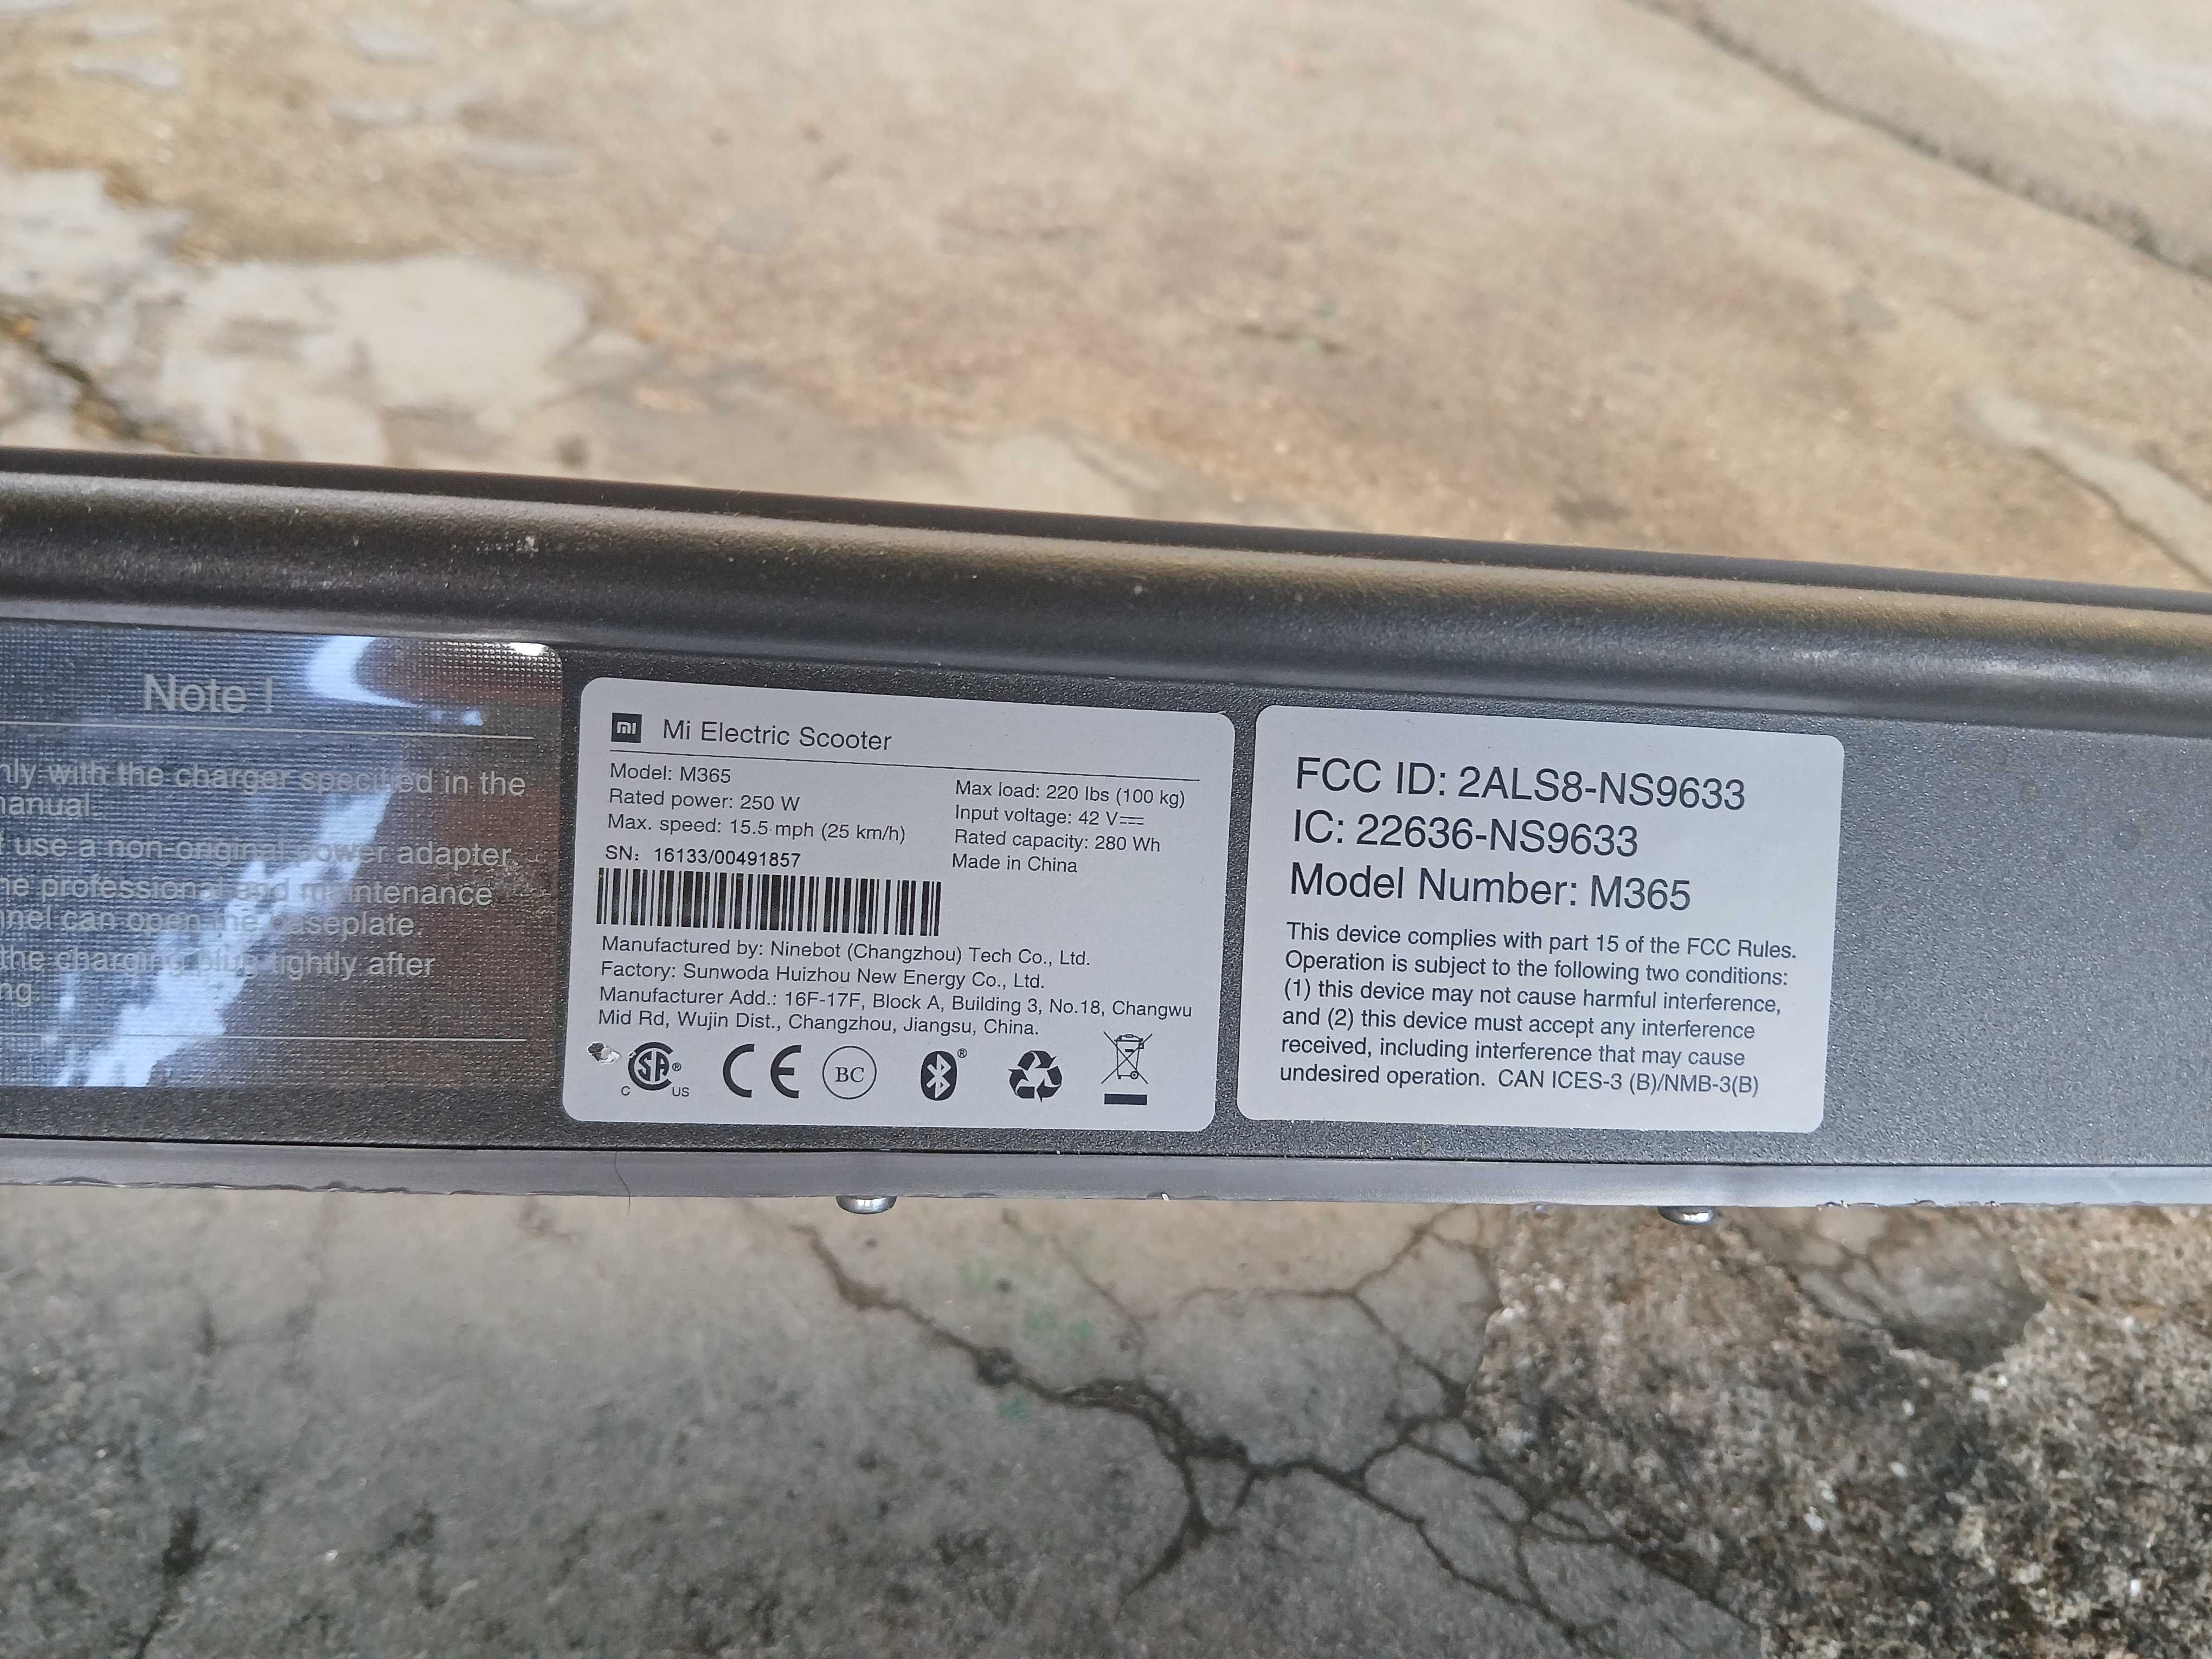 Note !
with the charger specified in the
use a non-original power adapter.
professional and maintenance
can open the baseplate.
the charging plug tightly after
mi Mi Electric Scooter
Model: M365
Rated power: 250 W
Max. speed: 15.5 mph (25 km/h)
SN: 16133/00491857
Max load: 220 lbs (100 kg)
Input voltage: 42 V⎓
Rated capacity: 280 Wh
Made in China
Manufactured by: Ninebot (Changzhou) Tech Co., Ltd.
Factory: Sunwoda Huizhou New Energy Co., Ltd.
Manufacturer Add.: 16F-17F, Block A, Building 3, No.18, Changwu
Mid Rd, Wujin Dist., Changzhou, Jiangsu, China.
C SA® US CE BC ®
FCC ID: 2ALS8-NS9633
IC: 22636-NS9633
Model Number: M365
This device complies with part 15 of the FCC Rules.
Operation is subject to the following two conditions:
(1) this device may not cause harmful interference,
and (2) this device must accept any interference
received, including interference that may cause
undesired operation. CAN ICES-3 (B)/NMB-3(B)